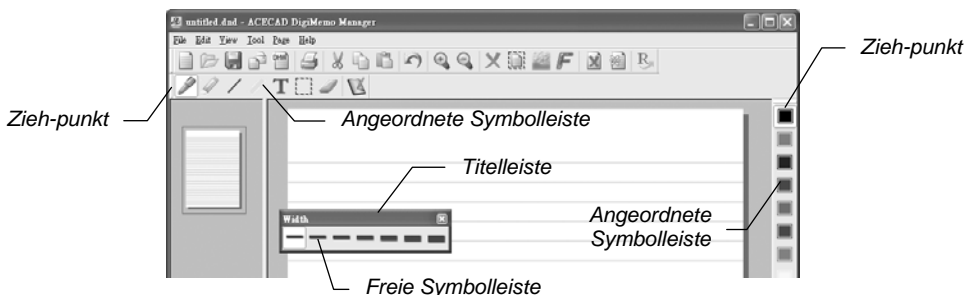 untitled.dnd - ACECAD DigiMemo Manager
File Edit View Tool Page Help
Zieh-punkt
T
F
Zieh-punkt
Angeordnete Symbolleiste
Titelleiste
Width
Angeordnete
Symbolleiste
Freie Symbolleiste